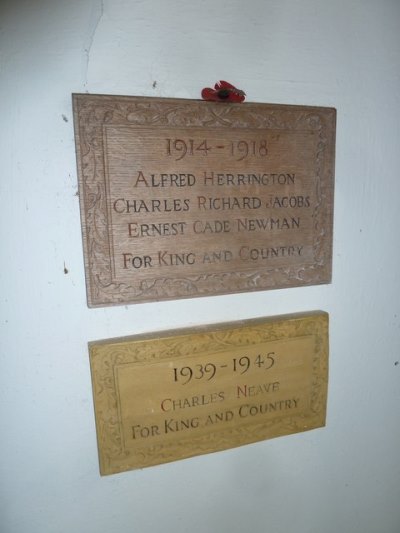 1914-1918
ALFRED HERRINGTON
CHARLES RICHARD JACOBS
ERNEST CADE NEWMAN
FOR KING AND COUNTRY
1939-1945
CHARLES NEAVE
FOR KING AND COUNTRY